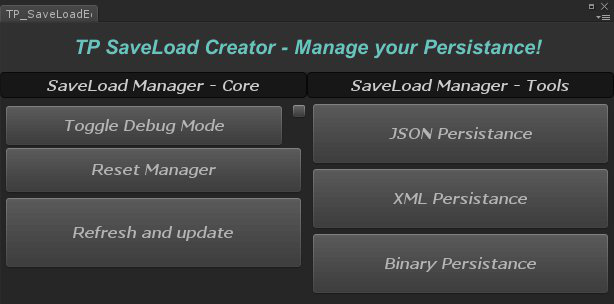 TP_SaveLoadE
TP SaveLoad Creator - Manage your Persistance!
SaveLoad Manager - Core
Toggle Debug Mode
Reset Manager
Refresh and update
SaveLoad Manager - Tools
JSON Persistance
XML Persistance
Binary Persistance